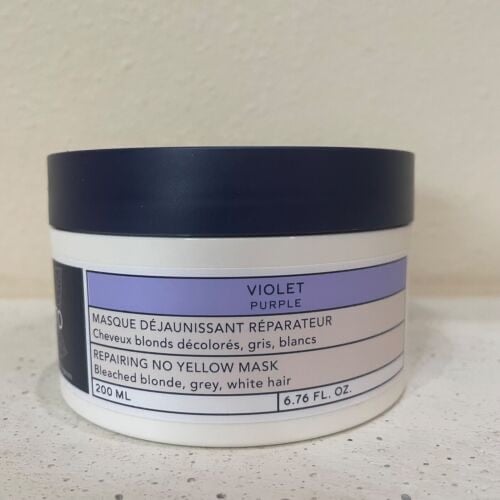 VIOLET
PURPLE
MASQUE DÉJAUNISSANT RÉPARATEUR
Cheveux blonds décolorés, gris, blancs
REPAIRING NO YELLOW MASK
Bleached blonde, grey, white hair
200 ML
6.76 FL. OZ.